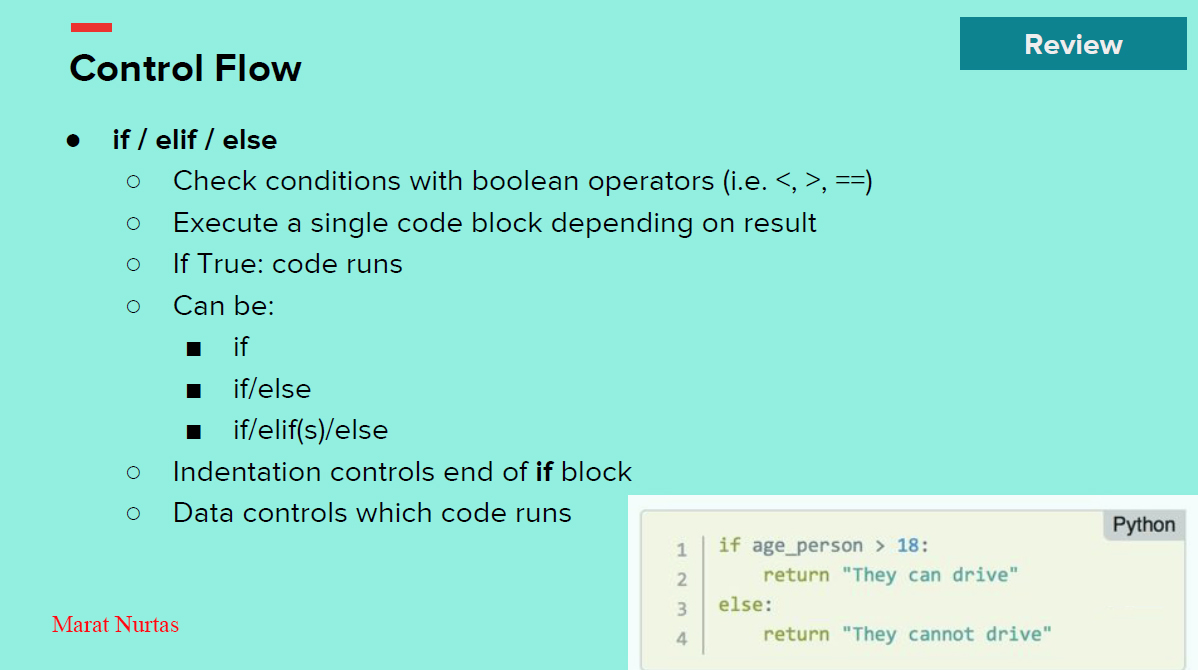 Control Flow
Review
● if / elif / else
○ Check conditions with boolean operators (i.e. <, >, ==)
○ Execute a single code block depending on result
○ If True: code runs
○ Can be:
■ if
■ if/else
■ if/elif(s)/else
○ Indentation controls end of if block
○ Data controls which code runs
Python
1 if age_person > 18:
2     return "They can drive"
3 else:
4     return "They cannot drive"
Marat Nurtas